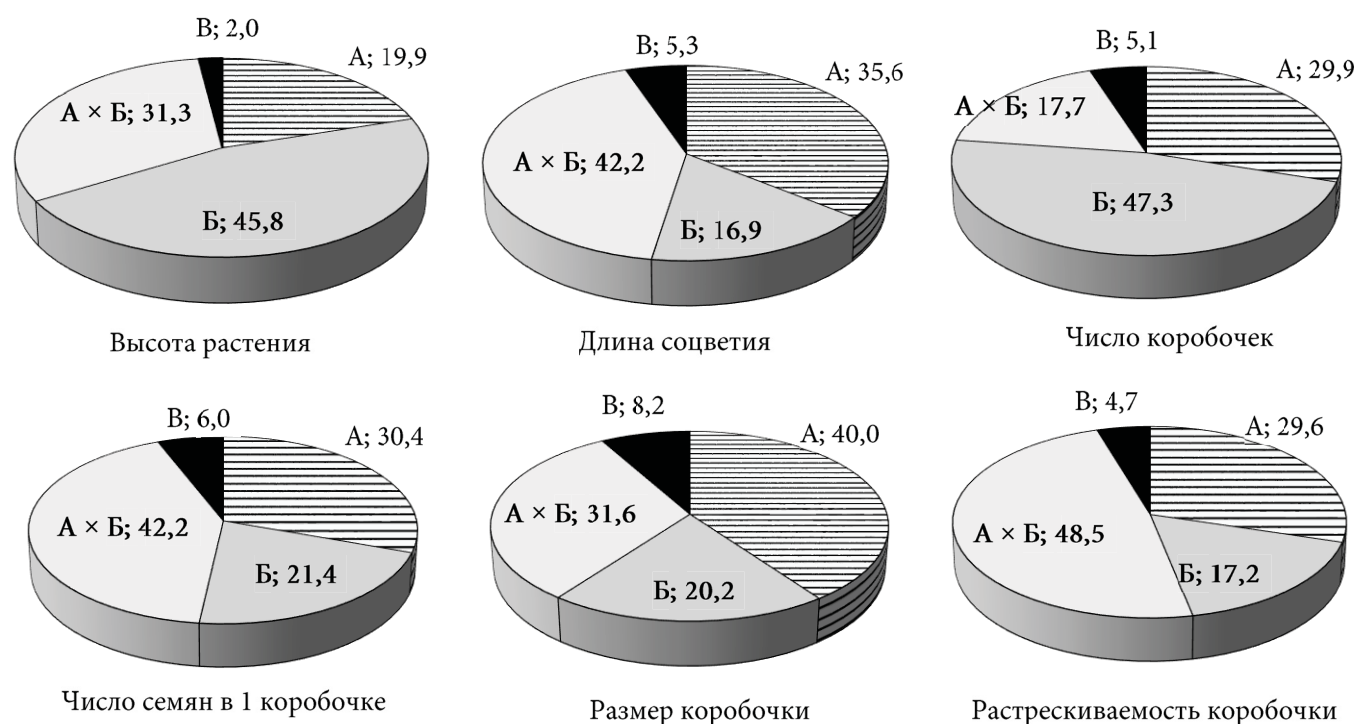 В; 2,0
А; 19,9
А × Б; 31,3
Б; 45,8
Высота растения
В; 5,3
А; 35,6
А × Б; 42,2
Б; 16,9
Длина соцветия
В; 5,1
А; 29,9
А × Б; 17,7
Б; 47,3
Число коробочек
В; 6,0
А; 30,4
А × Б; 42,2
Б; 21,4
Число семян в 1 коробочке
В; 8,2
А; 40,0
А × Б; 31,6
Б; 20,2
Размер коробочки
В; 4,7
А; 29,6
А × Б; 48,5
Б; 17,2
Растрескиваемость коробочки